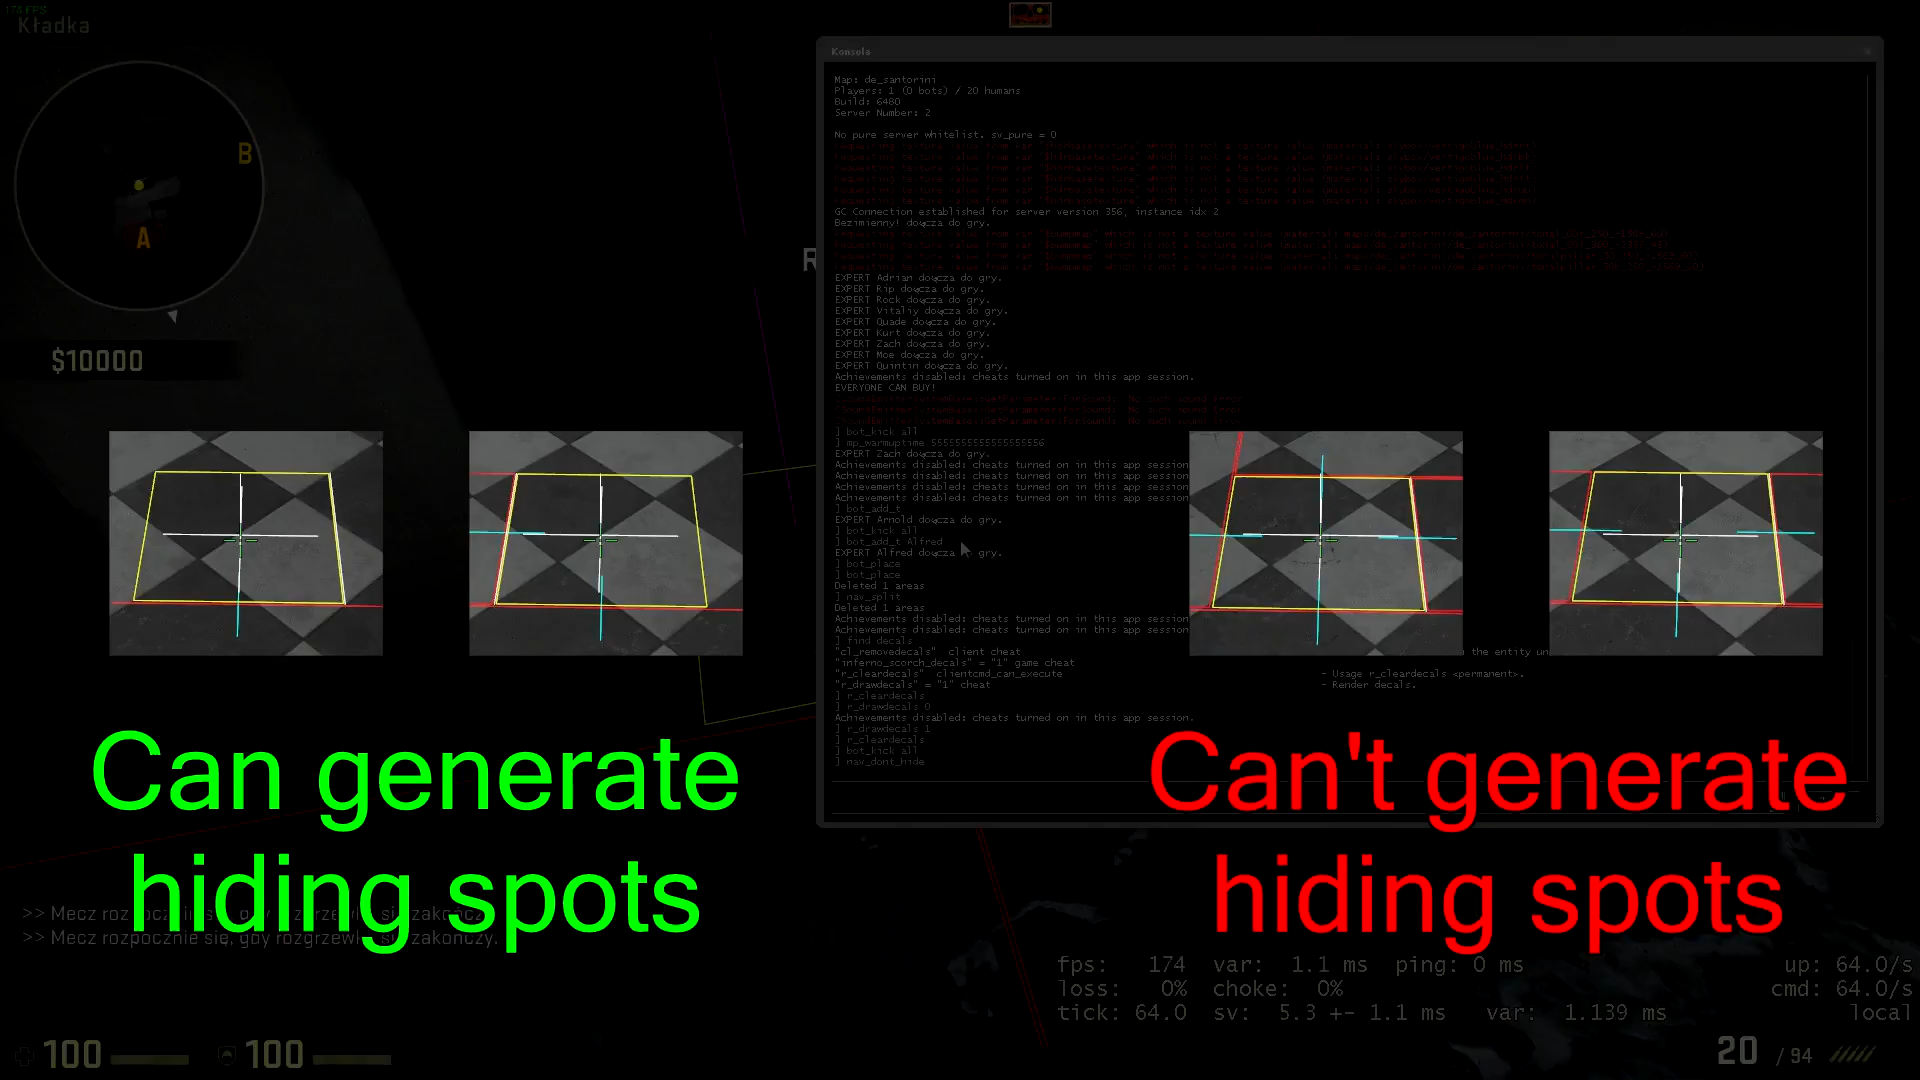 178 FPS
Kładka
B
A
$10000
R
Konsola
Map: de_santorini
Players: 1 (0 bots) / 20 humans
Build: 6480
Server Number: 2
No pure server whitelist. sv_pure = 0
GC Connection established for server version 356, instance idx 2
Bezimienny! dołącza do gry.
EXPERT Adrian dołącza do gry.
EXPERT Rip dołącza do gry.
EXPERT Rock dołącza do gry.
EXPERT Vitaliy dołącza do gry.
EXPERT Quade dołącza do gry.
EXPERT Kurt dołącza do gry.
EXPERT Zach dołącza do gry.
EXPERT Moe dołącza do gry.
EXPERT Quintin dołącza do gry.
Achievements disabled: cheats turned on in this app session.
EVERYONE CAN BUY!
] bot_kick all
] mp_warmuptime 5555555555555555556
EXPERT Zach dołącza do gry.
Achievements disabled: cheats turned on in this app session
Achievements disabled: cheats turned on in this app session
Achievements disabled: cheats turned on in this app session
Achievements disabled: cheats turned on in this app session
] bot_add_t
EXPERT Arnold dołącza do gry.
] bot_kick all
] bot_add_t Alfred
EXPERT Alfred dołącza do gry.
] bot_place
] bot_place
Deleted 1 areas
] nav_split
Deleted 1 areas
Achievements disabled: cheats turned on in this app session
Achievements disabled: cheats turned on in this app session
] find decals
"cl_removedecals" client cheat the entity un
"inferno_scorch_decals" = "1" game cheat
"r_cleardecals" clientcmd_can_execute - Usage r_cleardecals <permanent>.
"r_drawdecals" = "1" cheat - Render decals.
] r_cleardecals
] r_drawdecals 0
Achievements disabled: cheats turned on in this app session.
] r_drawdecals 1
] r_cleardecals
] bot_kick all
] nav_dont_hide
Can generate
hiding spots
Can't generate
hiding spots
>> Mecz rozpocznie się, gdy rozgrzewka się zakończy.
>> Mecz rozpocznie się, gdy rozgrzewka się zakończy.
fps: 174 var: 1.1 ms ping: 0 ms up: 64.0/s
loss: 0% choke: 0% cmd: 64.0/s
tick: 64.0 sv: 5.3 +- 1.1 ms var: 1.139 ms local
100 100 20 / 94